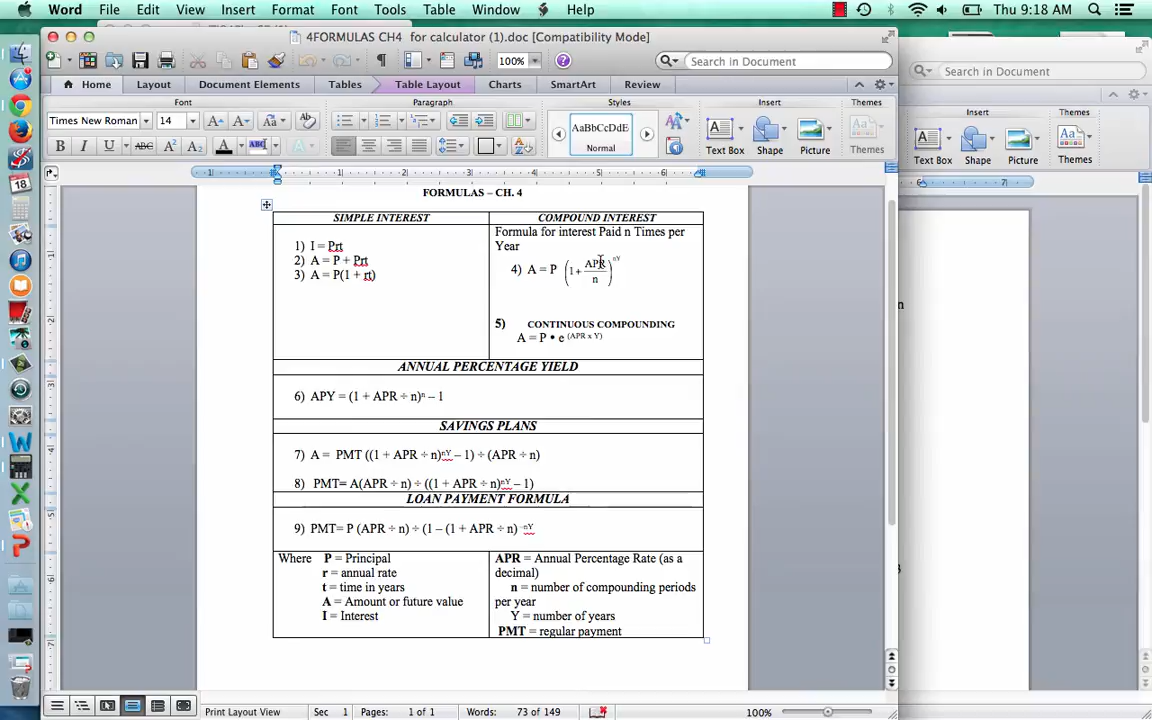 Word File Edit View Insert Format Font Tools Table Window Help Thu 9:18 AM
4FORMULAS CH4 for calculator (1).doc [Compatibility Mode]
100% Search in Document
Search in Document
Home Layout Document Elements Tables Table Layout Charts SmartArt Review
Font Paragraph Styles Insert Themes
Insert Themes
Times New Roman 14 Aa AaBbCcDdE Normal Text Box Shape Picture Themes
Text Box Shape Picture Themes
B I U ABC A² A₂ ABC A A
FORMULAS – CH. 4
SIMPLE INTEREST
1) I = Prt
2) A = P + Prt
3) A = P(1 + rt)
COMPOUND INTEREST
Formula for interest Paid n Times per
Year
4) A = P (1 + APR/n)^nY
5) CONTINUOUS COMPOUNDING
A = P • e (APR x Y)
ANNUAL PERCENTAGE YIELD
6) APY = (1 + APR ÷ n)ⁿ – 1
SAVINGS PLANS
7) A = PMT ((1 + APR ÷ n)nY – 1) ÷ (APR ÷ n)
8) PMT= A(APR ÷ n) ÷ ((1 + APR ÷ n)nY – 1)
LOAN PAYMENT FORMULA
9) PMT= P (APR ÷ n) ÷ (1 – (1 + APR ÷ n) -nY
Where P = Principal
r = annual rate
t = time in years
A = Amount or future value
I = Interest
APR = Annual Percentage Rate (as a
decimal)
n = number of compounding periods
per year
Y = number of years
PMT = regular payment
Print Layout View Sec 1 Pages: 1 of 1 Words: 73 of 149 100%